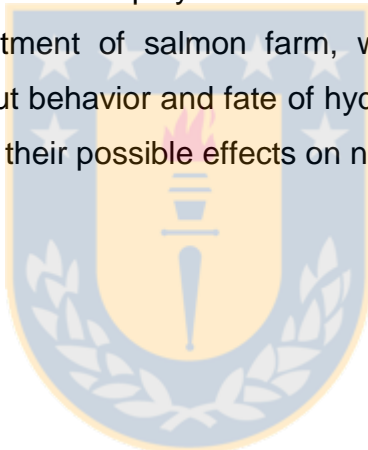 tment of salmon farm, w
ut behavior and fate of hyd
their possible effects on n